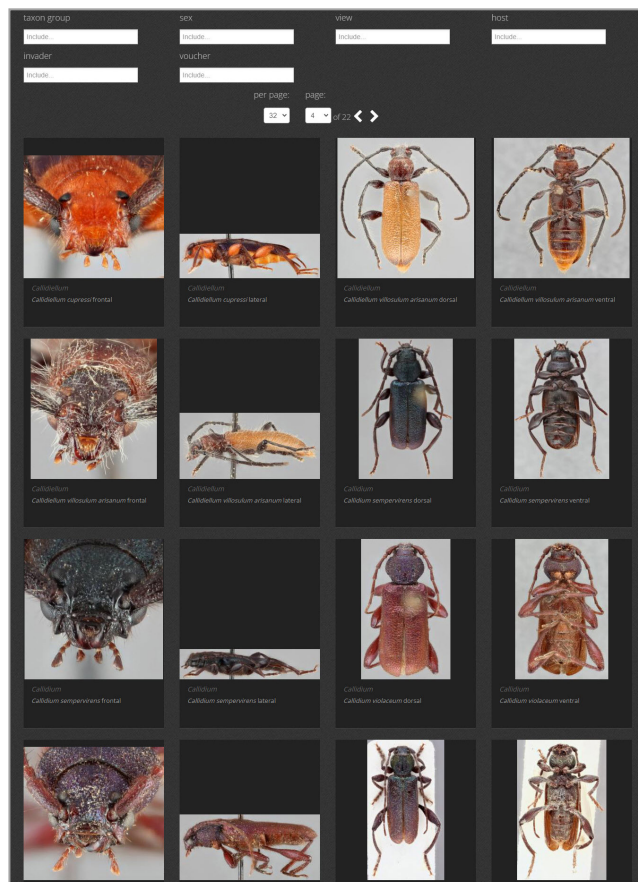 taxon group sex view host
Include... Include... Include... Include...
invader voucher
Include... Include...
per page: page:
32 4 of 22
Callidiellum Callidiellum Callidiellum Callidiellum
Callidiellum cupressi frontal Callidiellum cupressi lateral Callidiellum villosulum arisanum dorsal Callidiellum villosulum arisanum ventral
Callidiellum Callidiellum Callidium Callidium
Callidiellum villosulum arisanum frontal Callidiellum villosulum arisanum lateral Callidium sempervirens dorsal Callidium sempervirens ventral
Callidium Callidium Callidium Callidium
Callidium sempervirens frontal Callidium sempervirens lateral Callidium violaceum dorsal Callidium violaceum ventral